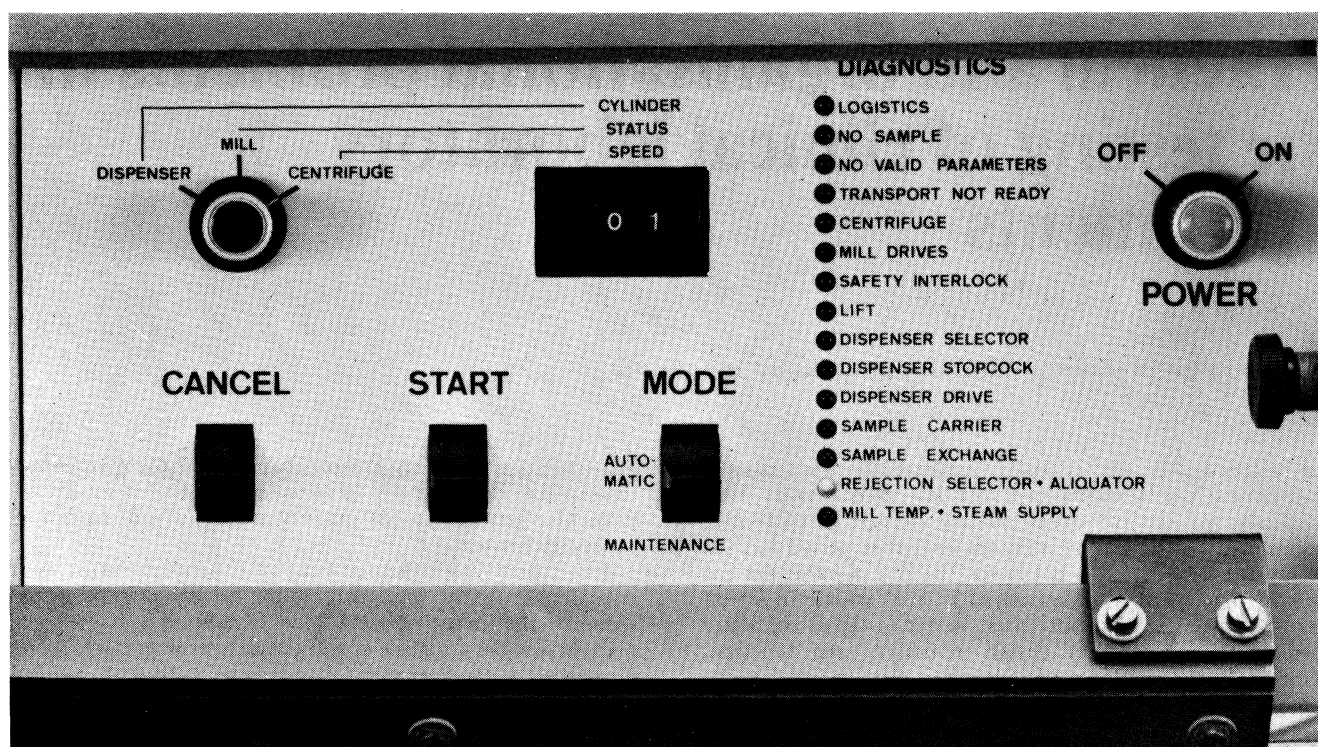 CYLINDER
STATUS
SPEED
MILL
DISPENSER
CENTRIFUGE
0 1
CANCEL
START
MODE
AUTO-
MATIC
MAINTENANCE
DIAGNOSTICS
LOGISTICS
NO SAMPLE
NO VALID PARAMETERS
TRANSPORT NOT READY
CENTRIFUGE
MILL DRIVES
SAFETY INTERLOCK
LIFT
DISPENSER SELECTOR
DISPENSER STOPCOCK
DISPENSER DRIVE
SAMPLE CARRIER
SAMPLE EXCHANGE
REJECTION SELECTOR + ALIQUATOR
MILL TEMP. + STEAM SUPPLY
OFF
ON
POWER